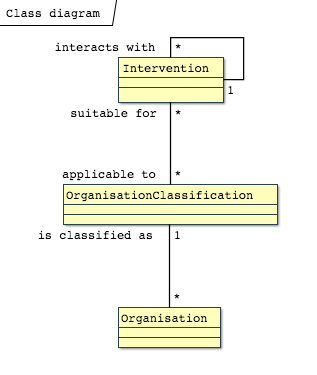 Class diagram
interacts with *
Intervention
1
suitable for *
applicable to *
OrganisationClassification
is classified as 1
*
Organisation